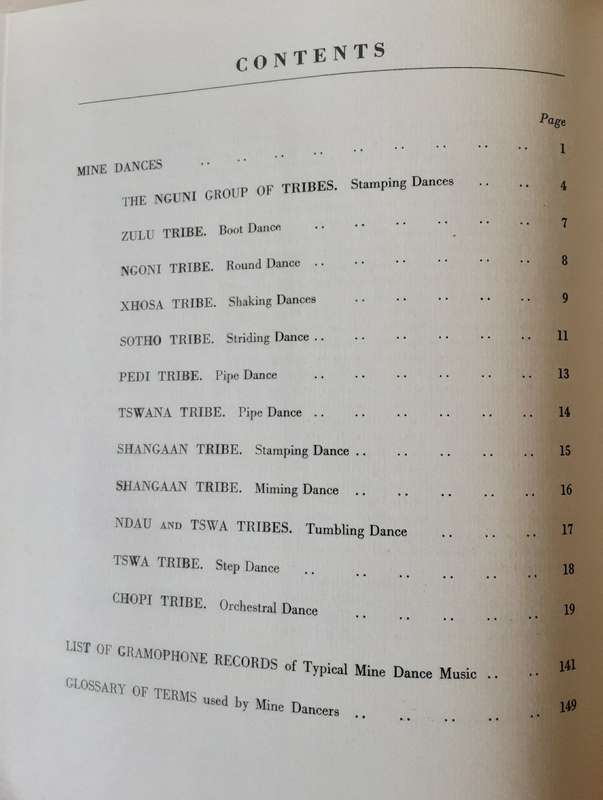 CONTENTS
Page
MINE DANCES .. .. .. .. .. .. .. .. .. 1
THE NGUNI GROUP OF TRIBES. Stamping Dances .. .. 4
ZULU TRIBE. Boot Dance .. .. .. .. .. .. 7
NGONI TRIBE. Round Dance .. .. .. .. .. .. 8
XHOSA TRIBE. Shaking Dances .. .. .. .. .. 9
SOTHO TRIBE. Striding Dance .. .. .. .. .. .. 11
PEDI TRIBE. Pipe Dance .. .. .. .. .. .. 13
TSWANA TRIBE. Pipe Dance .. .. .. .. .. .. 14
SHANGAAN TRIBE. Stamping Dance .. .. .. .. .. 15
SHANGAAN TRIBE. Miming Dance .. .. .. .. .. 16
NDAU AND TSWA TRIBES. Tumbling Dance .. .. .. 17
TSWA TRIBE. Step Dance .. .. .. .. .. .. 18
CHOPI TRIBE. Orchestral Dance .. .. .. .. .. 19
LIST OF GRAMOPHONE RECORDS of Typical Mine Dance Music .. .. 141
GLOSSARY OF TERMS used by Mine Dancers .. .. .. .. .. 149